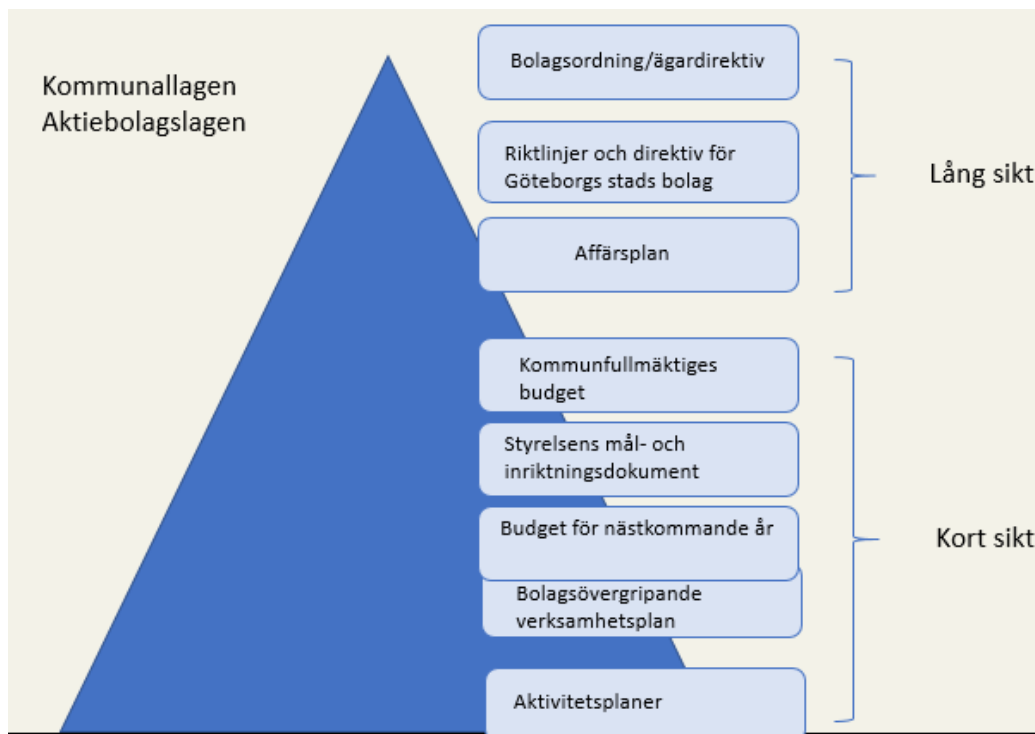 Kommunallagen
Aktiebolagslagen
Bolagsordning/ägardirektiv
Riktlinjer och direktiv för
Göteborgs stads bolag
Affärsplan
Lång sikt
Kommunfullmäktiges
budget
Styrelsens mål- och
inriktningsdokument
Budget för nästkommande år
Bolagsövergripande
verksamhetsplan
Aktivitetsplaner
Kort sikt